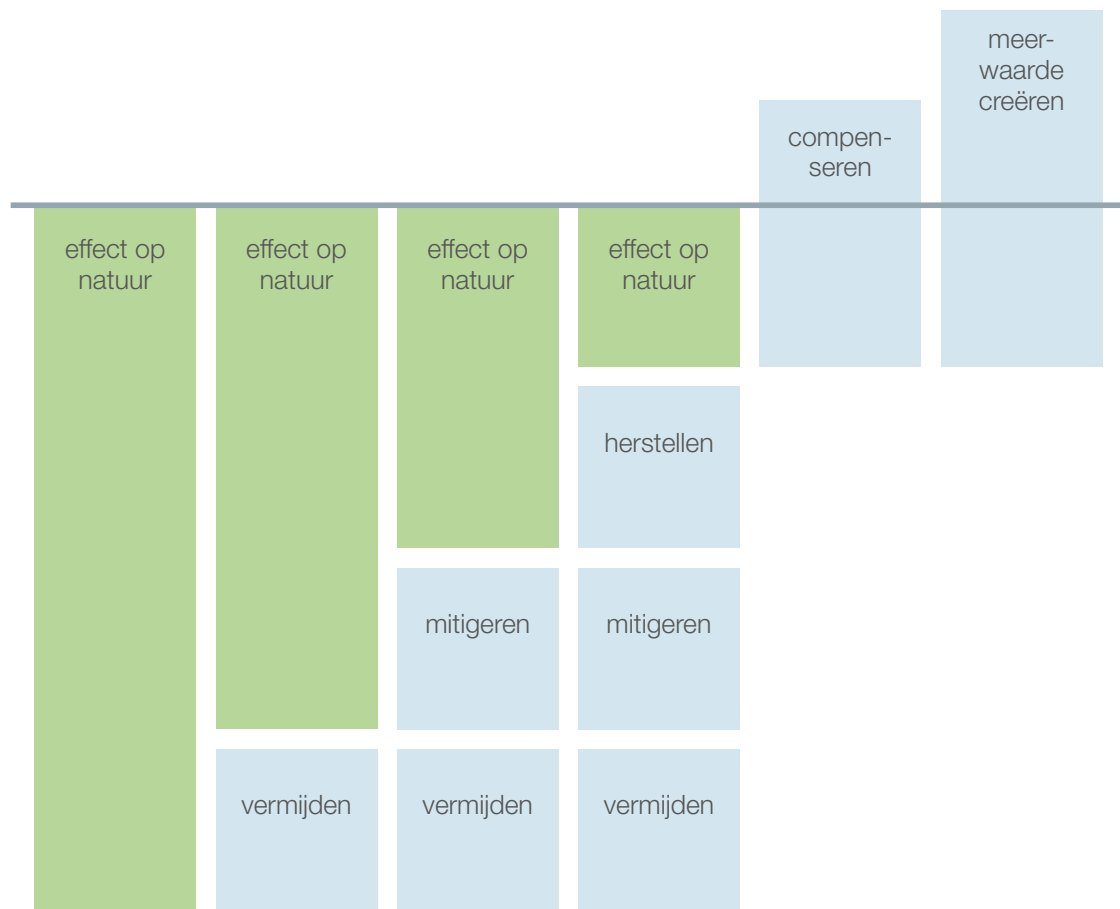 meer-
waarde
creëren
compen-
seren
effect op
natuur
effect op
natuur
effect op
natuur
effect op
natuur
herstellen
mitigeren
mitigeren
vermijden
vermijden
vermijden